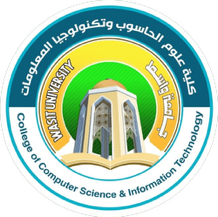 كلية علوم الحاسوب وتكنولوجيا المعلومات
WASIT UNIVERSITY
جامعة واسط
College of Computer Science & Information Technology